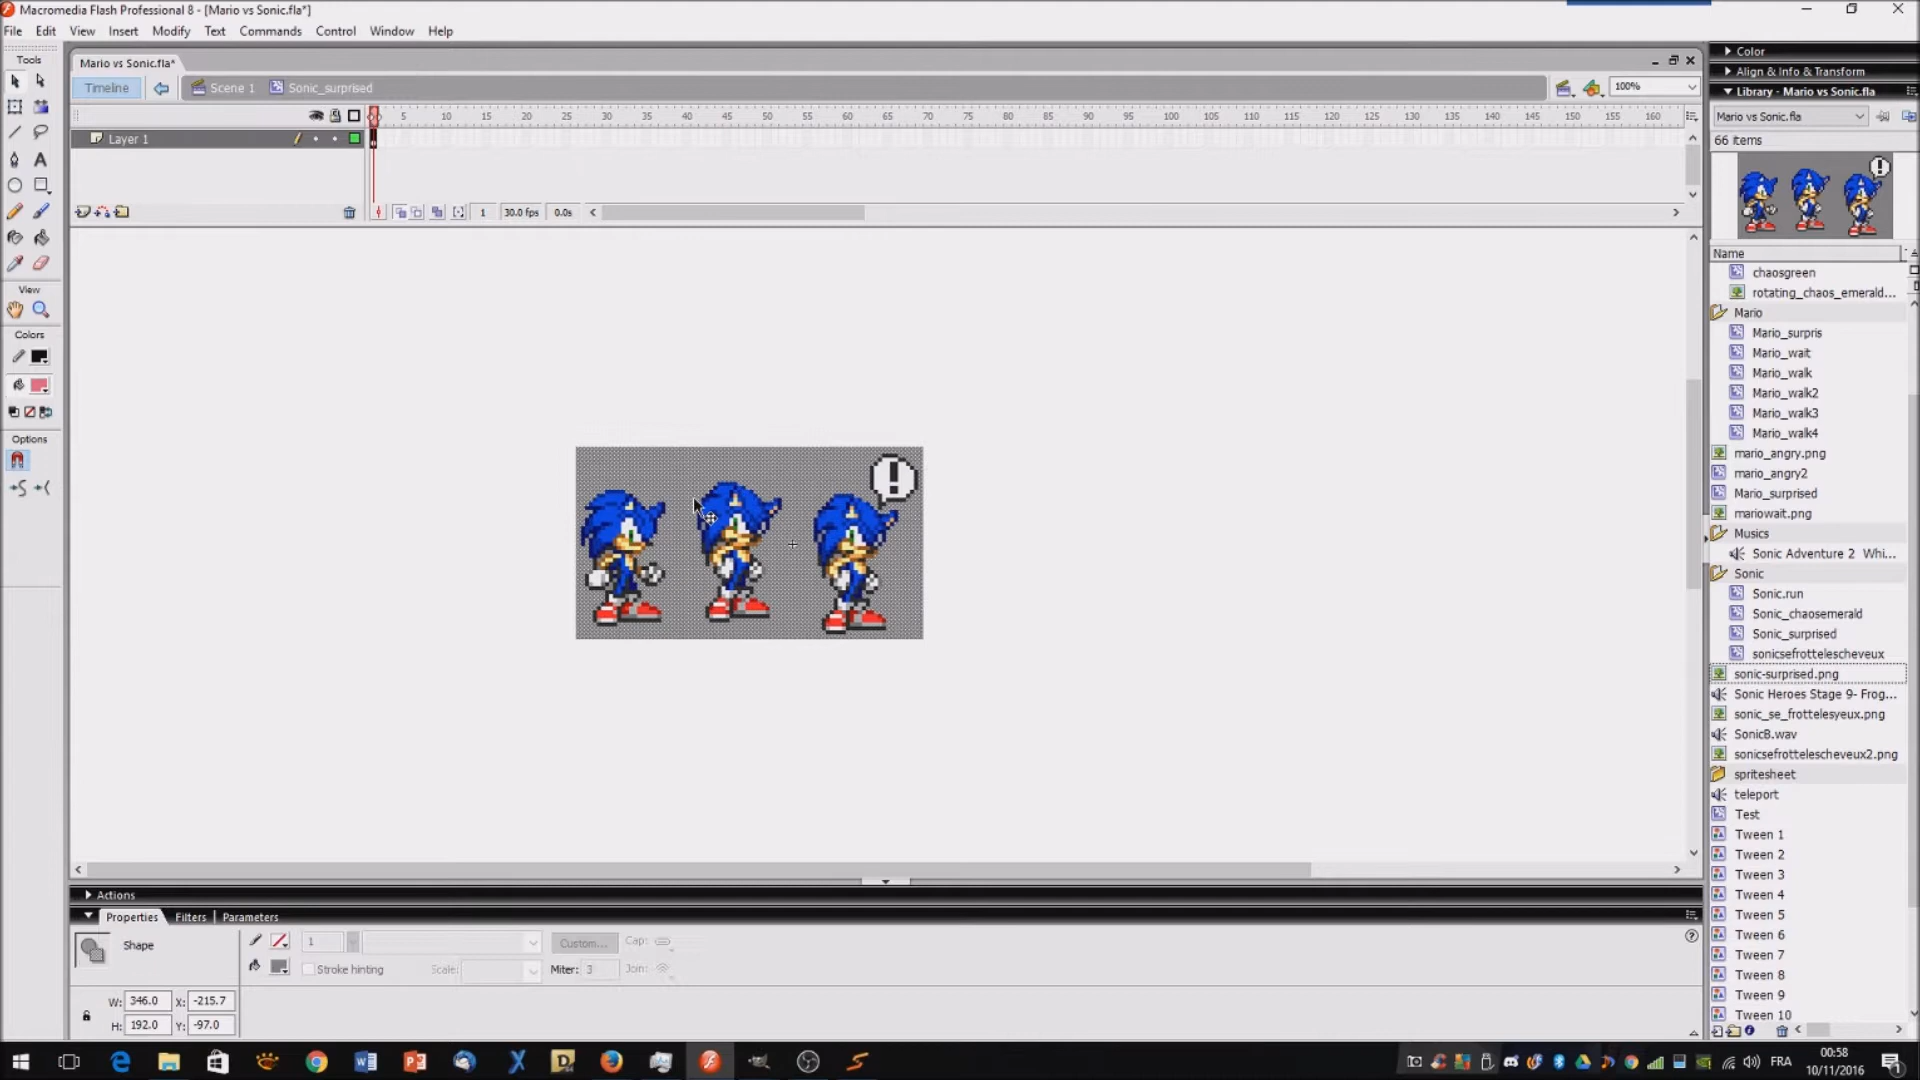 Macromedia Flash Professional 8 - [Mario vs Sonic.fla*]
File Edit View Insert Modify Text Commands Control Window Help
Tools
Mario vs Sonic.fla*
Timeline Scene 1 Sonic_surprised 100%
5 10 15 20 25 30 35 40 45 50 55 60 65 70 75 80 85 90 95 100 105 110 115 120 125 130 135 140 145 150 155 160
Layer 1
1 30.0 fps 0.0s
View
Colors
Options
!
Color
Align & Info & Transform
Library - Mario vs Sonic.fla
Mario vs Sonic.fla
66 items
!
Name
chaosgreen
rotating_chaos_emerald...
Mario
Mario_surpris
Mario_wait
Mario_walk
Mario_walk2
Mario_walk3
Mario_walk4
mario_angry.png
mario_angry2
Mario_surprised
mariowait.png
Musics
Sonic Adventure 2 Whi...
Sonic
Sonic.run
Sonic_chaosemerald
Sonic_surprised
sonicsefrottelescheveux
sonic-surprised.png
Sonic Heroes Stage 9- Frog...
sonic_se_frottelesyeux.png
SonicB.wav
sonicsefrottelescheveux2.png
spritesheet
teleport
Test
Tween 1
Tween 2
Tween 3
Tween 4
Tween 5
Tween 6
Tween 7
Tween 8
Tween 9
Tween 10
Actions
Properties Filters Parameters
Shape
1 Custom... Cap:
Stroke hinting Scale: Miter: 3 Join:
W: 346.0 X: -215.7
H: 192.0 Y: -97.0
FRA
00:58
10/11/2016